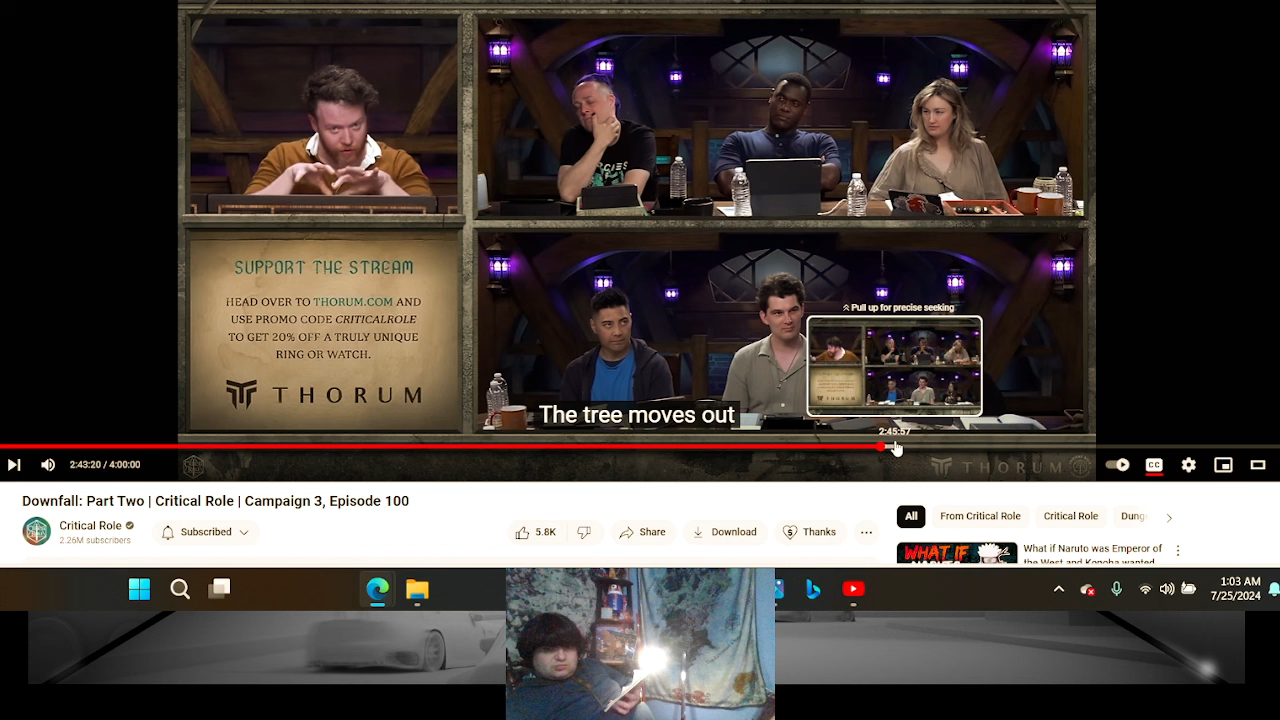 SUPPORT THE STREAM
HEAD OVER TO THORUM.COM AND
USE PROMO CODE CRITICALROLE
TO GET 20% OFF A TRULY UNIQUE
RING OR WATCH.
THORUM
Pull up for precise seeking
The tree moves out
2:45:57
2:43:20 / 4:00:00
CC
THORUM
Downfall: Part Two | Critical Role | Campaign 3, Episode 100
Critical Role
2.26M subscribers
Subscribed
5.8K
Share
Download
Thanks
All
From Critical Role
Critical Role
Dung
WHAT IF
What if Naruto was Emperor of
the West and Konoha wanted
1:03 AM
7/25/2024